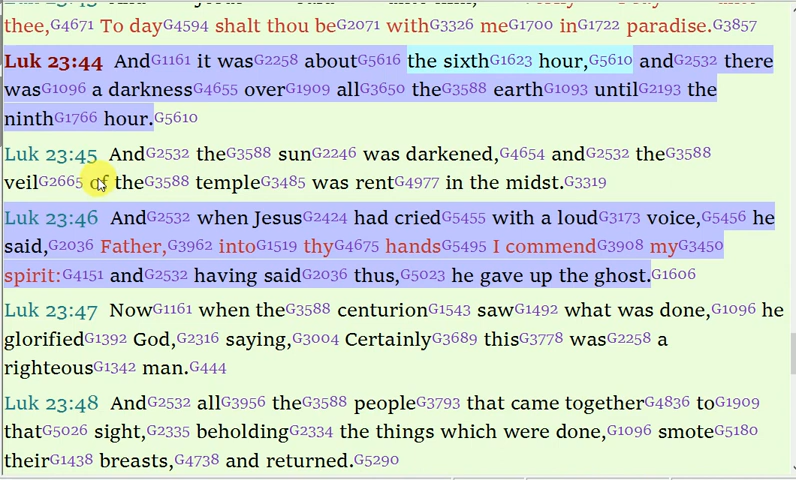 thee,G4671 To dayG4594 shalt thou beG2071 withG3326 meG1700 inG1722 paradise.G3857
Luk 23:44 AndG1161 it wasG2258 aboutG5616 the sixthG1623 hour,G5610 andG2532 there
wasG1096 a darknessG4655 overG1909 allG3650 theG3588 earthG1093 untilG2193 the
ninthG1766 hour.G5610
Luk 23:45 AndG2532 theG3588 sunG2246 was darkened,G4654 andG2532 theG3588
veilG2665 of theG3588 templeG3485 was rentG4977 in the midst.G3319
Luk 23:46 AndG2532 when JesusG2424 had criedG5455 with a loudG3173 voice,G5456 he
said,G2036 Father,G3962 intoG1519 thyG4675 handsG5495 I commendG3908 myG3450
spirit:G4151 andG2532 having saidG2036 thus,G5023 he gave up the ghost.G1606
Luk 23:47 NowG1161 when theG3588 centurionG1543 sawG1492 what was done,G1096 he
glorifiedG1392 God,G2316 saying,G3004 CertainlyG3689 thisG3778 wasG2258 a
righteousG1342 man.G444
Luk 23:48 AndG2532 allG3956 theG3588 peopleG3793 that came togetherG4836 toG1909
thatG5026 sight,G2335 beholdingG2334 the things which were done,G1096 smoteG5180
theirG1438 breasts,G4738 and returned.G5290